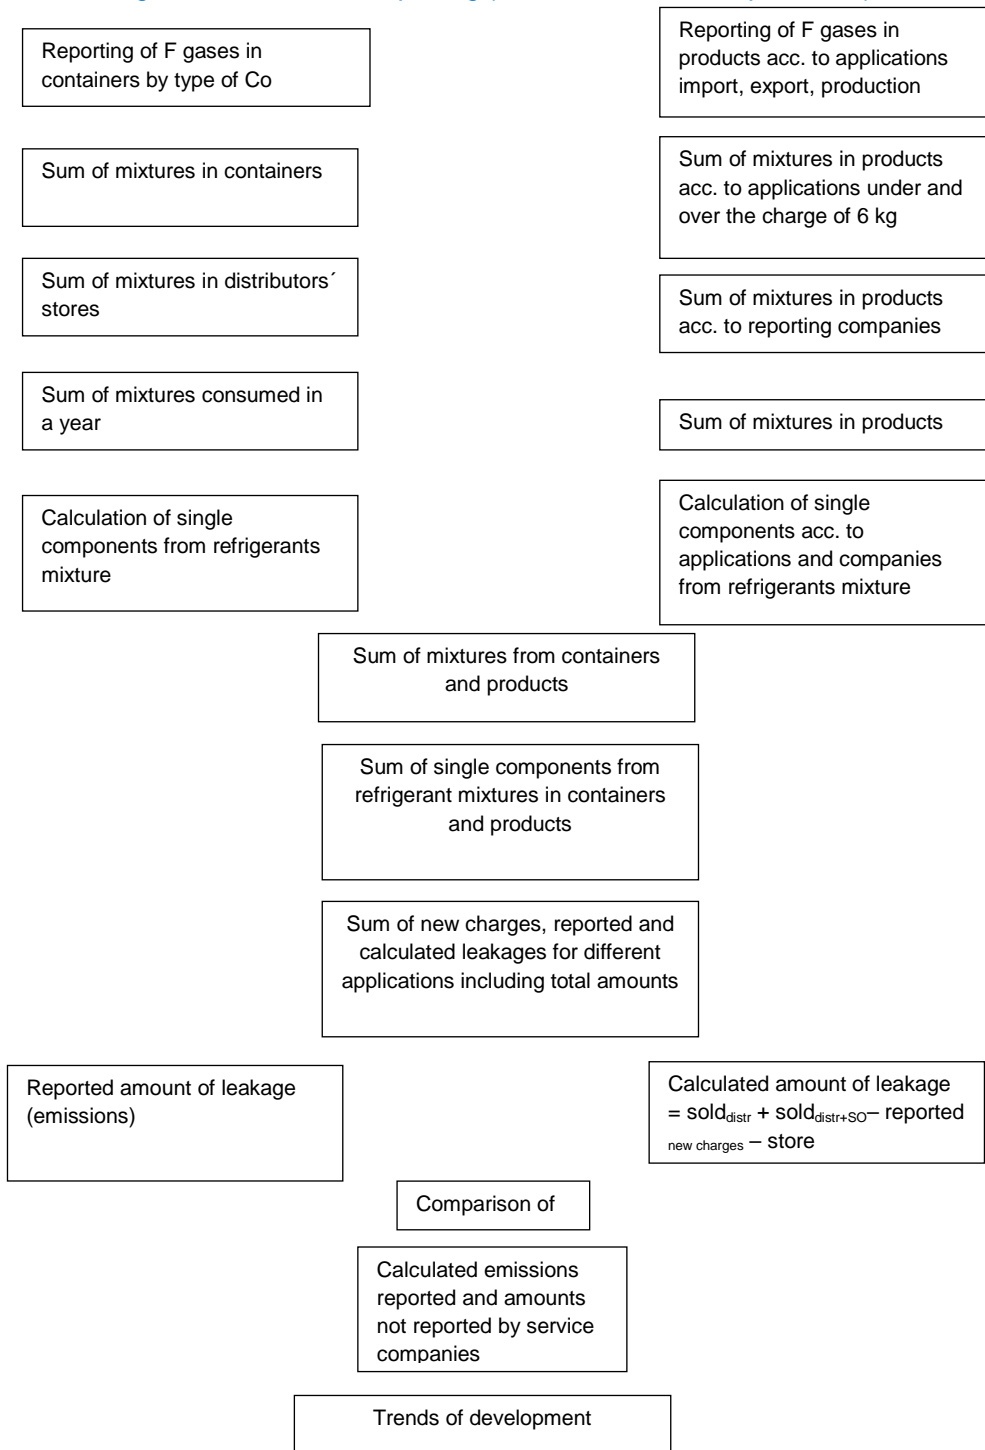 Reporting of F gases in
containers by type of Co
Reporting of F gases in
products acc. to applications
import, export, production
Sum of mixtures in containers
Sum of mixtures in products
acc. to applications under and
over the charge of 6 kg
Sum of mixtures in distributors´
stores
Sum of mixtures in products
acc. to reporting companies
Sum of mixtures consumed in
a year
Sum of mixtures in products
Calculation of single
components from refrigerants
mixture
Calculation of single
components acc. to
applications and companies
from refrigerants mixture
Sum of mixtures from containers
and products
Sum of single components from
refrigerant mixtures in containers
and products
Sum of new charges, reported and
calculated leakages for different
applications including total amounts
Reported amount of leakage
(emissions)
Calculated amount of leakage
= sold distr + sold distr+SO – reported
new charges – store
Comparison of
Calculated emissions
reported and amounts
not reported by service
companies
Trends of development